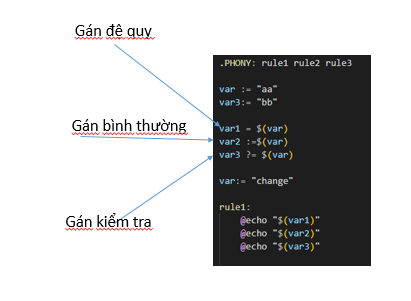 Gán đệ quy
Gán bình thường
Gán kiểm tra
.PHONY: rule1 rule2 rule3
var := "aa"
var3:= "bb"
var1 = $(var)
var2 :=$(var)
var3 ?= $(var)
var:= "change"
rule1:
@echo "$(var1)"
@echo "$(var2)"
@echo "$(var3)"